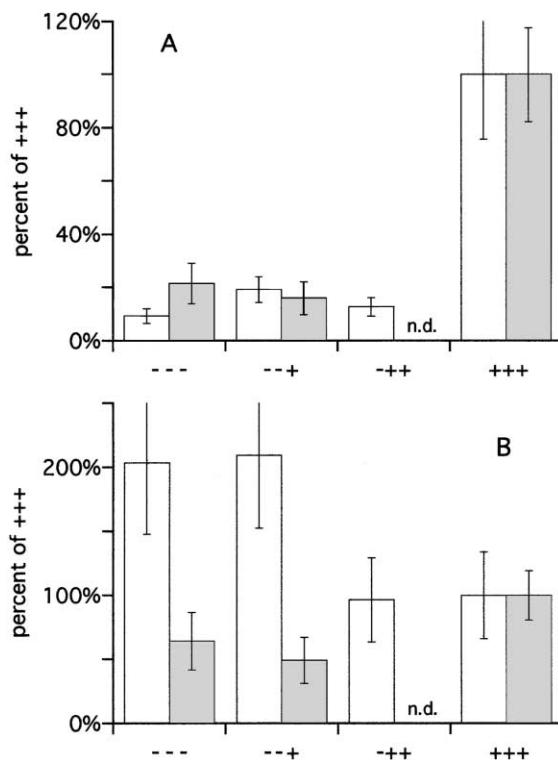 A
percent of +++
120%
80%
40%
0%
n.d.
- - -
--+
-++
+++
B
percent of +++
200%
100%
0%
n.d.
- - -
--+
-++
+++